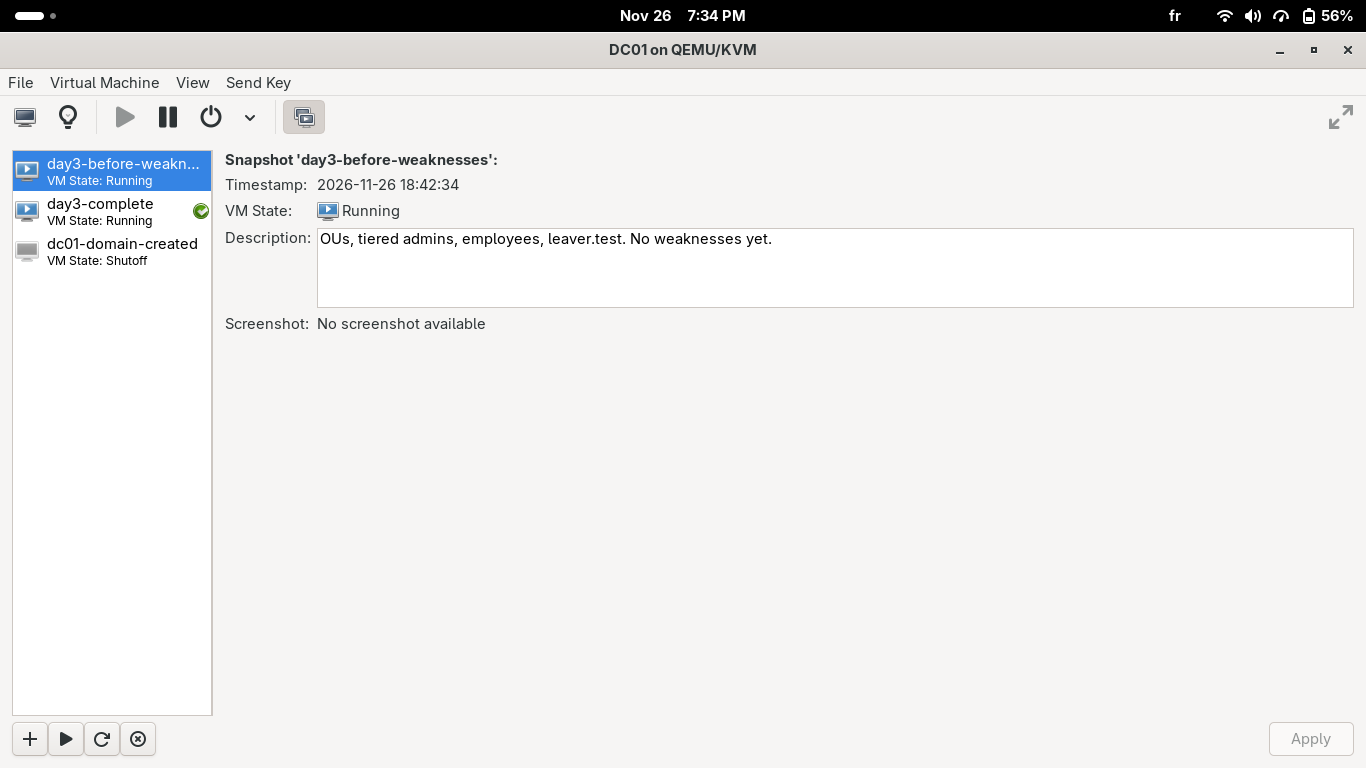 Nov 26 7:34 PM
fr
56%
DC01 on QEMU/KVM
File Virtual Machine View Send Key
day3-before-weakn...
VM State: Running
day3-complete
VM State: Running
dc01-domain-created
VM State: Shutoff
Snapshot 'day3-before-weaknesses':
Timestamp: 2026-11-26 18:42:34
VM State: Running
Description: OUs, tiered admins, employees, leaver.test. No weaknesses yet.
Screenshot: No screenshot available
Apply